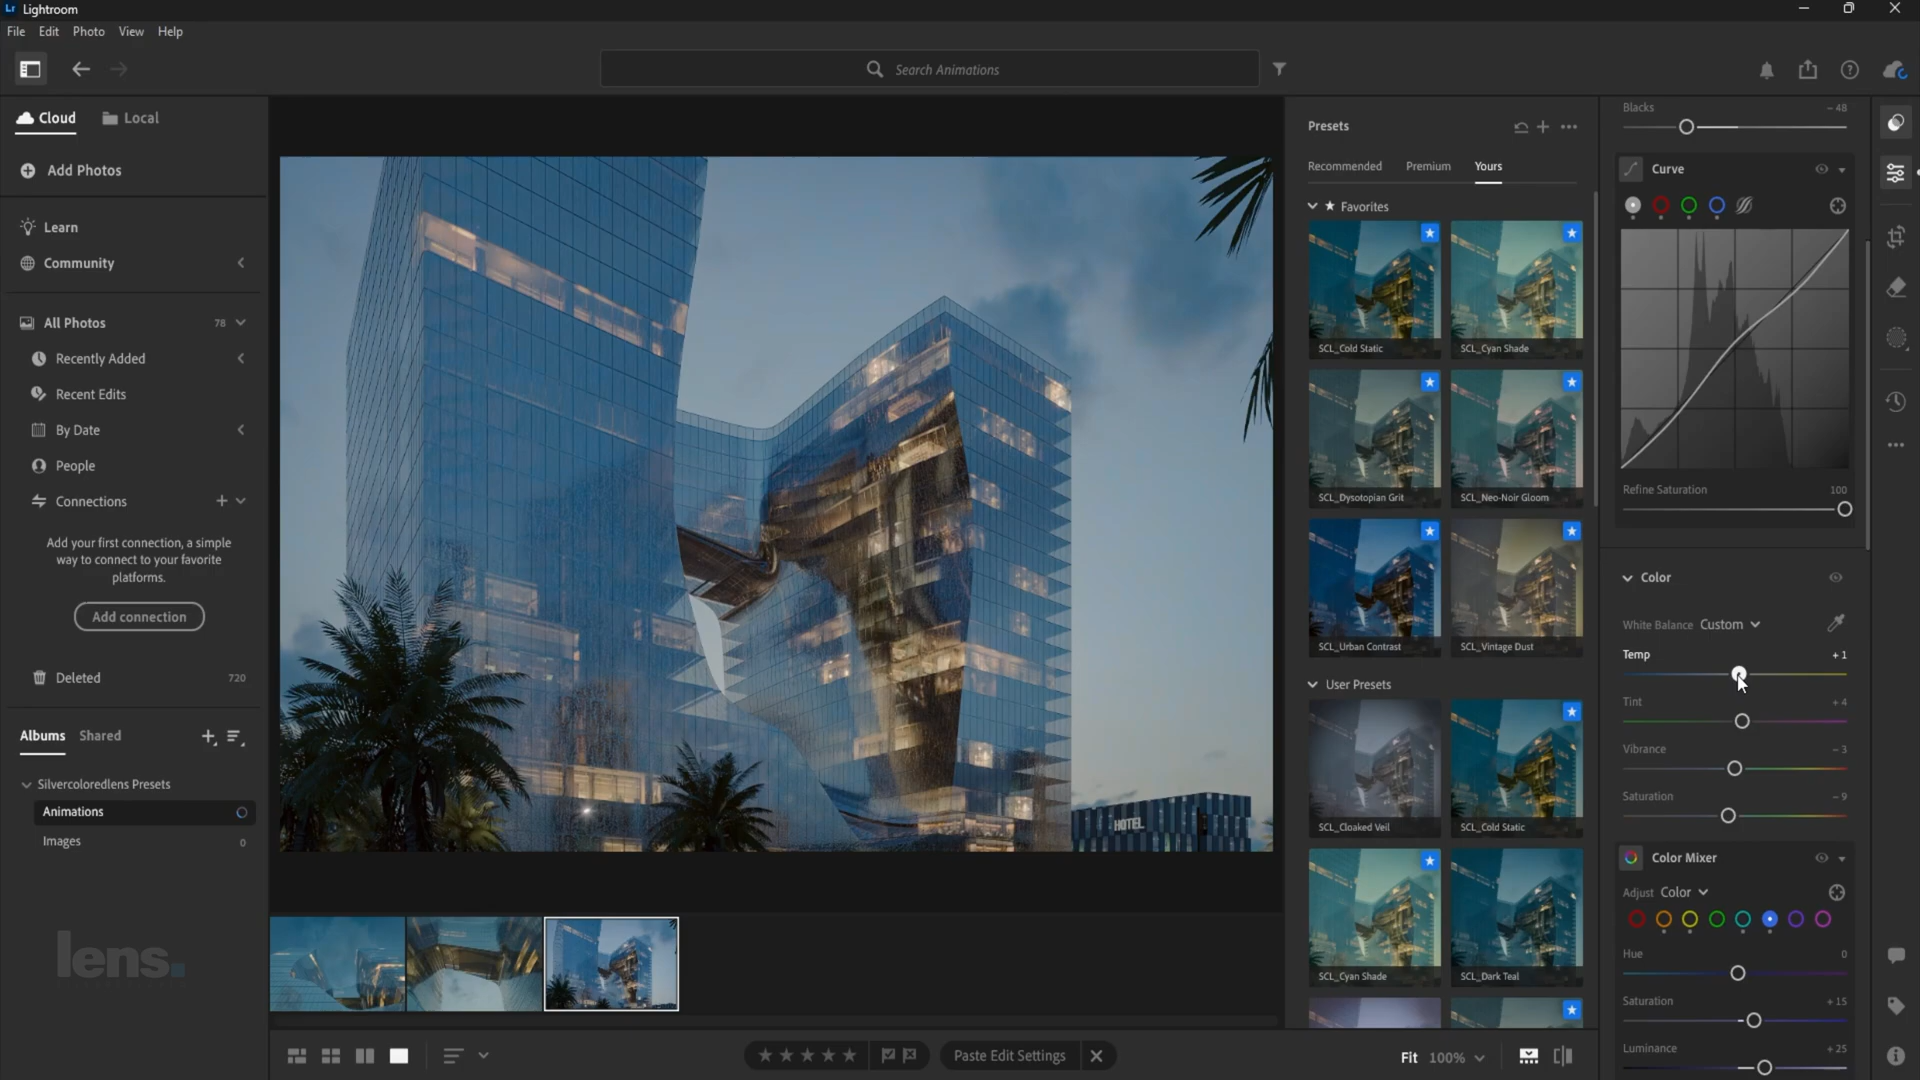 Lr Lightroom
File Edit Photo View Help
Search Animations
Cloud Local
Add Photos
Learn
Community
All Photos 78
Recently Added
Recent Edits
By Date
People
Connections
Add your first connection, a simple
way to connect to your favorite
platforms.
Add connection
Deleted 720
Albums Shared
Silvercoloredlens Presets
Animations
Images 0
lens.
HOTEL
Paste Edit Settings
Fit 100%
Presets
Recommended Premium Yours
Favorites
SCL_Cold Static SCL_Cyan Shade
SCL_Dysotopian Grit SCL_Neo-Noir Gloom
SCL_Urban Contrast SCL_Vintage Dust
User Presets
SCL_Cloaked Veil SCL_Cold Static
SCL_Cyan Shade SCL_Dark Teal
Blacks - 48
Curve
Refine Saturation 100
Color
White Balance Custom
Temp + 1
Tint + 4
Vibrance - 3
Saturation - 9
Color Mixer
Adjust Color
Hue 0
Saturation + 15
Luminance + 25